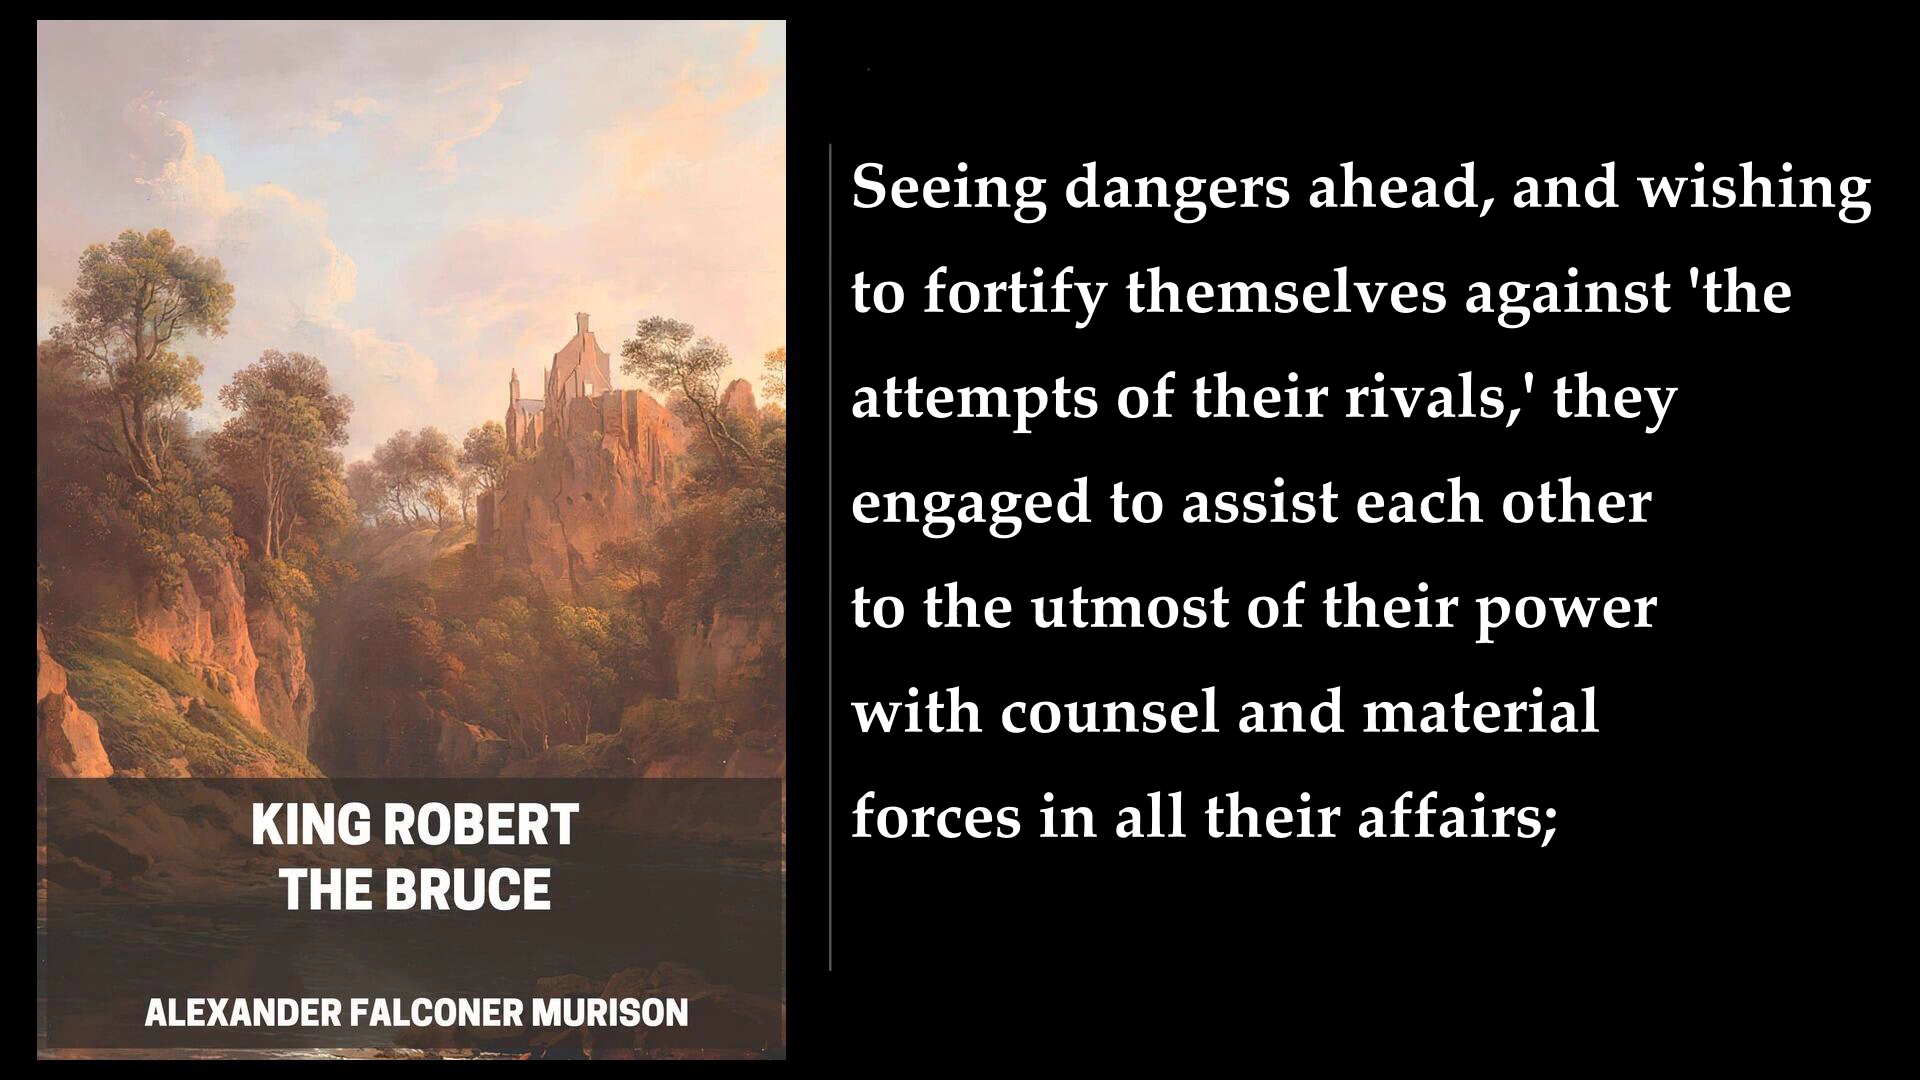 KING ROBERT
THE BRUCE
ALEXANDER FALCONER MURISON
Seeing dangers ahead, and wishing
to fortify themselves against 'the
attempts of their rivals,' they
engaged to assist each other
to the utmost of their power
with counsel and material
forces in all their affairs;